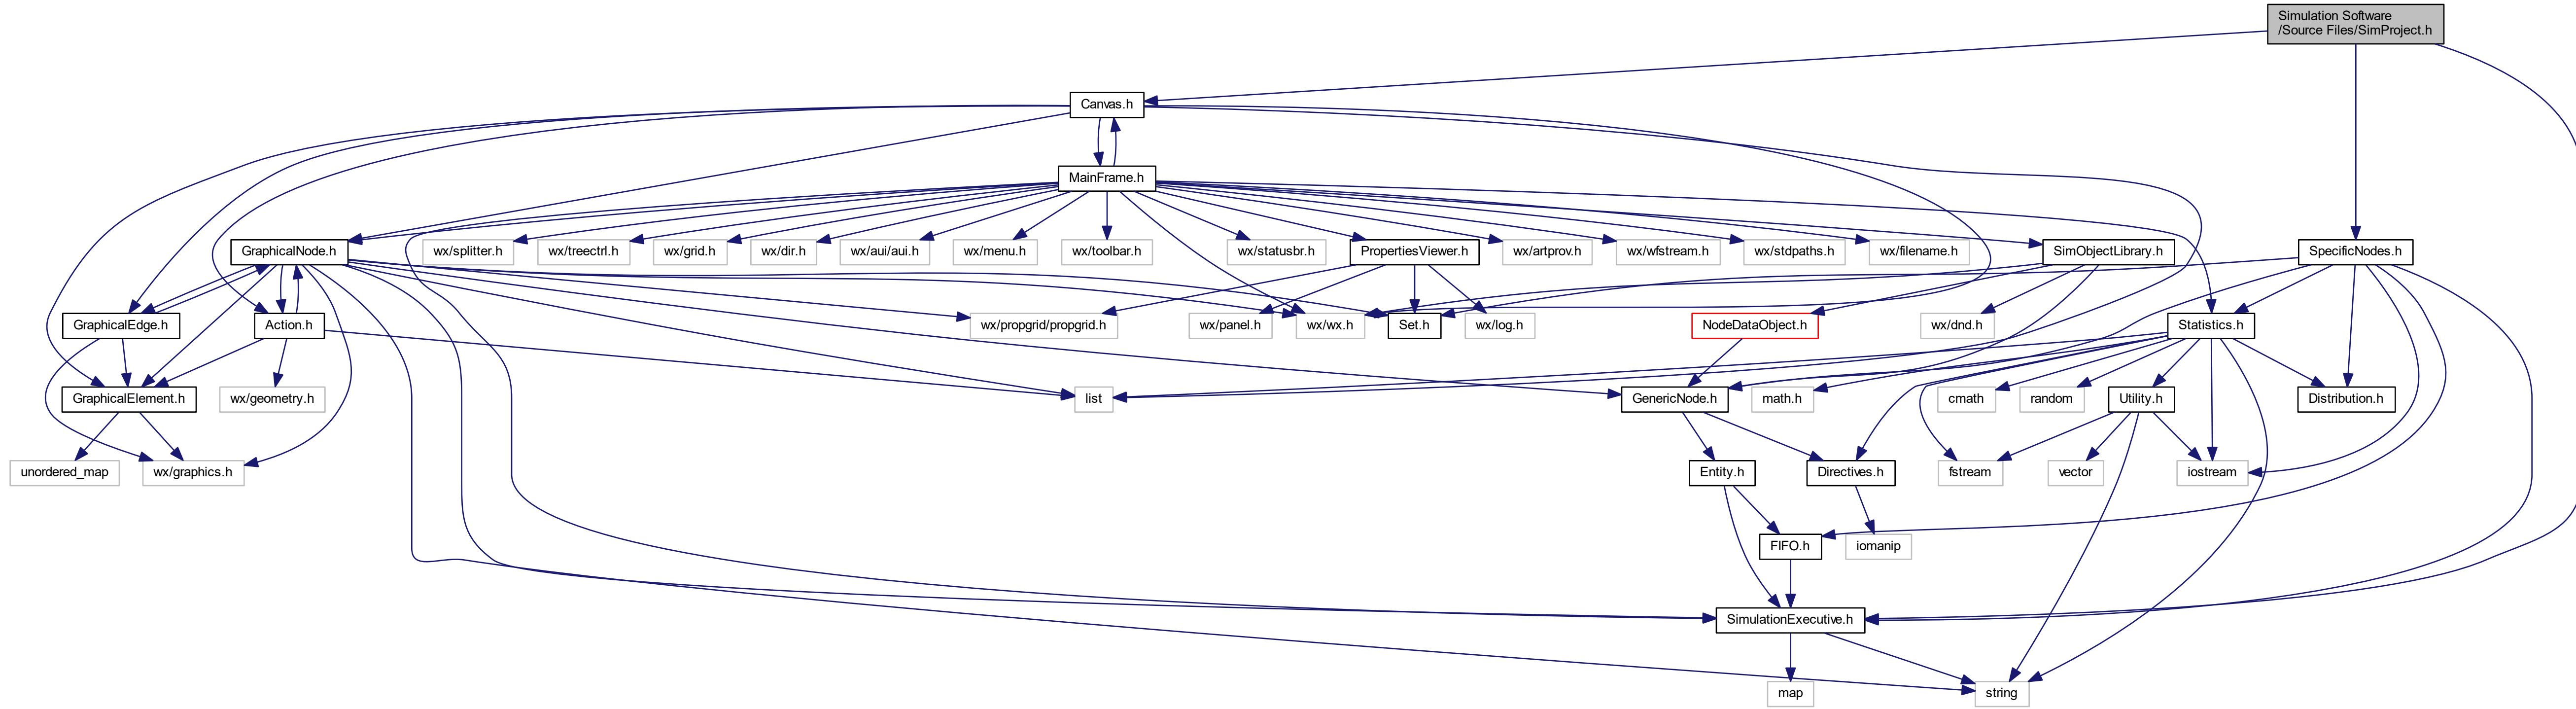 Simulation Software
/Source Files/SimProject.h
Canvas.h
MainFrame.h
GraphicalNode.h
wx/splitter.h
wx/treectrl.h
wx/grid.h
wx/dir.h
wx/aui/aui.h
wx/menu.h
wx/toolbar.h
wx/statusbr.h
PropertiesViewer.h
wx/artprov.h
wx/wfstream.h
wx/stdpaths.h
wx/filename.h
SimObjectLibrary.h
SpecificNodes.h
GraphicalEdge.h
Action.h
wx/propgrid/propgrid.h
wx/panel.h
wx/wx.h
Set.h
wx/log.h
NodeDataObject.h
wx/dnd.h
Statistics.h
GraphicalElement.h
wx/geometry.h
list
GenericNode.h
math.h
cmath
random
Utility.h
Distribution.h
unordered_map
wx/graphics.h
Entity.h
Directives.h
fstream
vector
iostream
FIFO.h
iomanip
SimulationExecutive.h
map
string